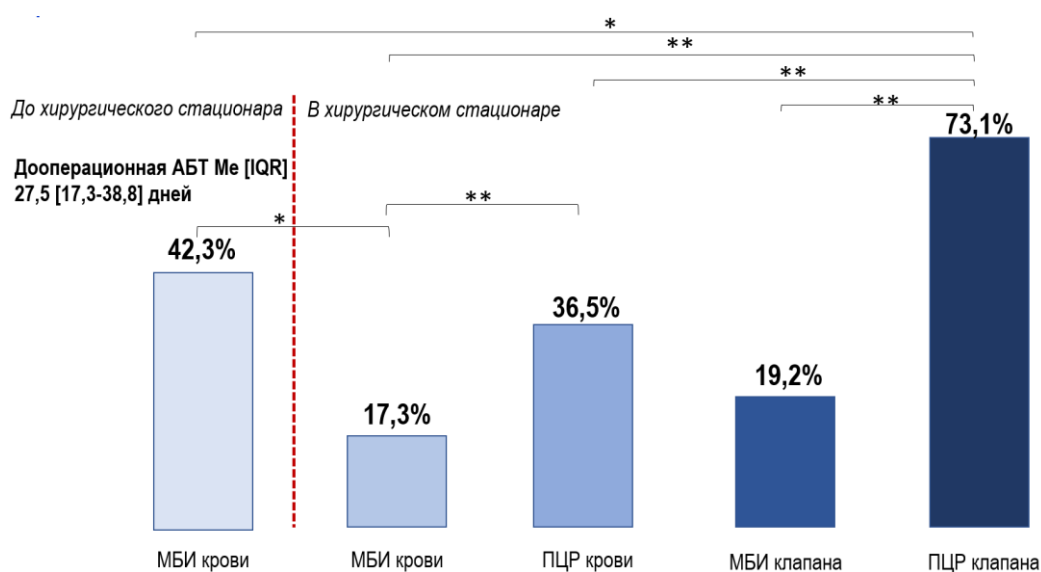 *
**
**
**
До хирургического стационара
В хирургическом стационаре
73,1%
Дооперационная АБТ Me [IQR]
27,5 [17,3-38,8] дней
**
*
42,3%
36,5%
19,2%
17,3%
МБИ крови
МБИ крови
ПЦР крови
МБИ клапана
ПЦР клапана